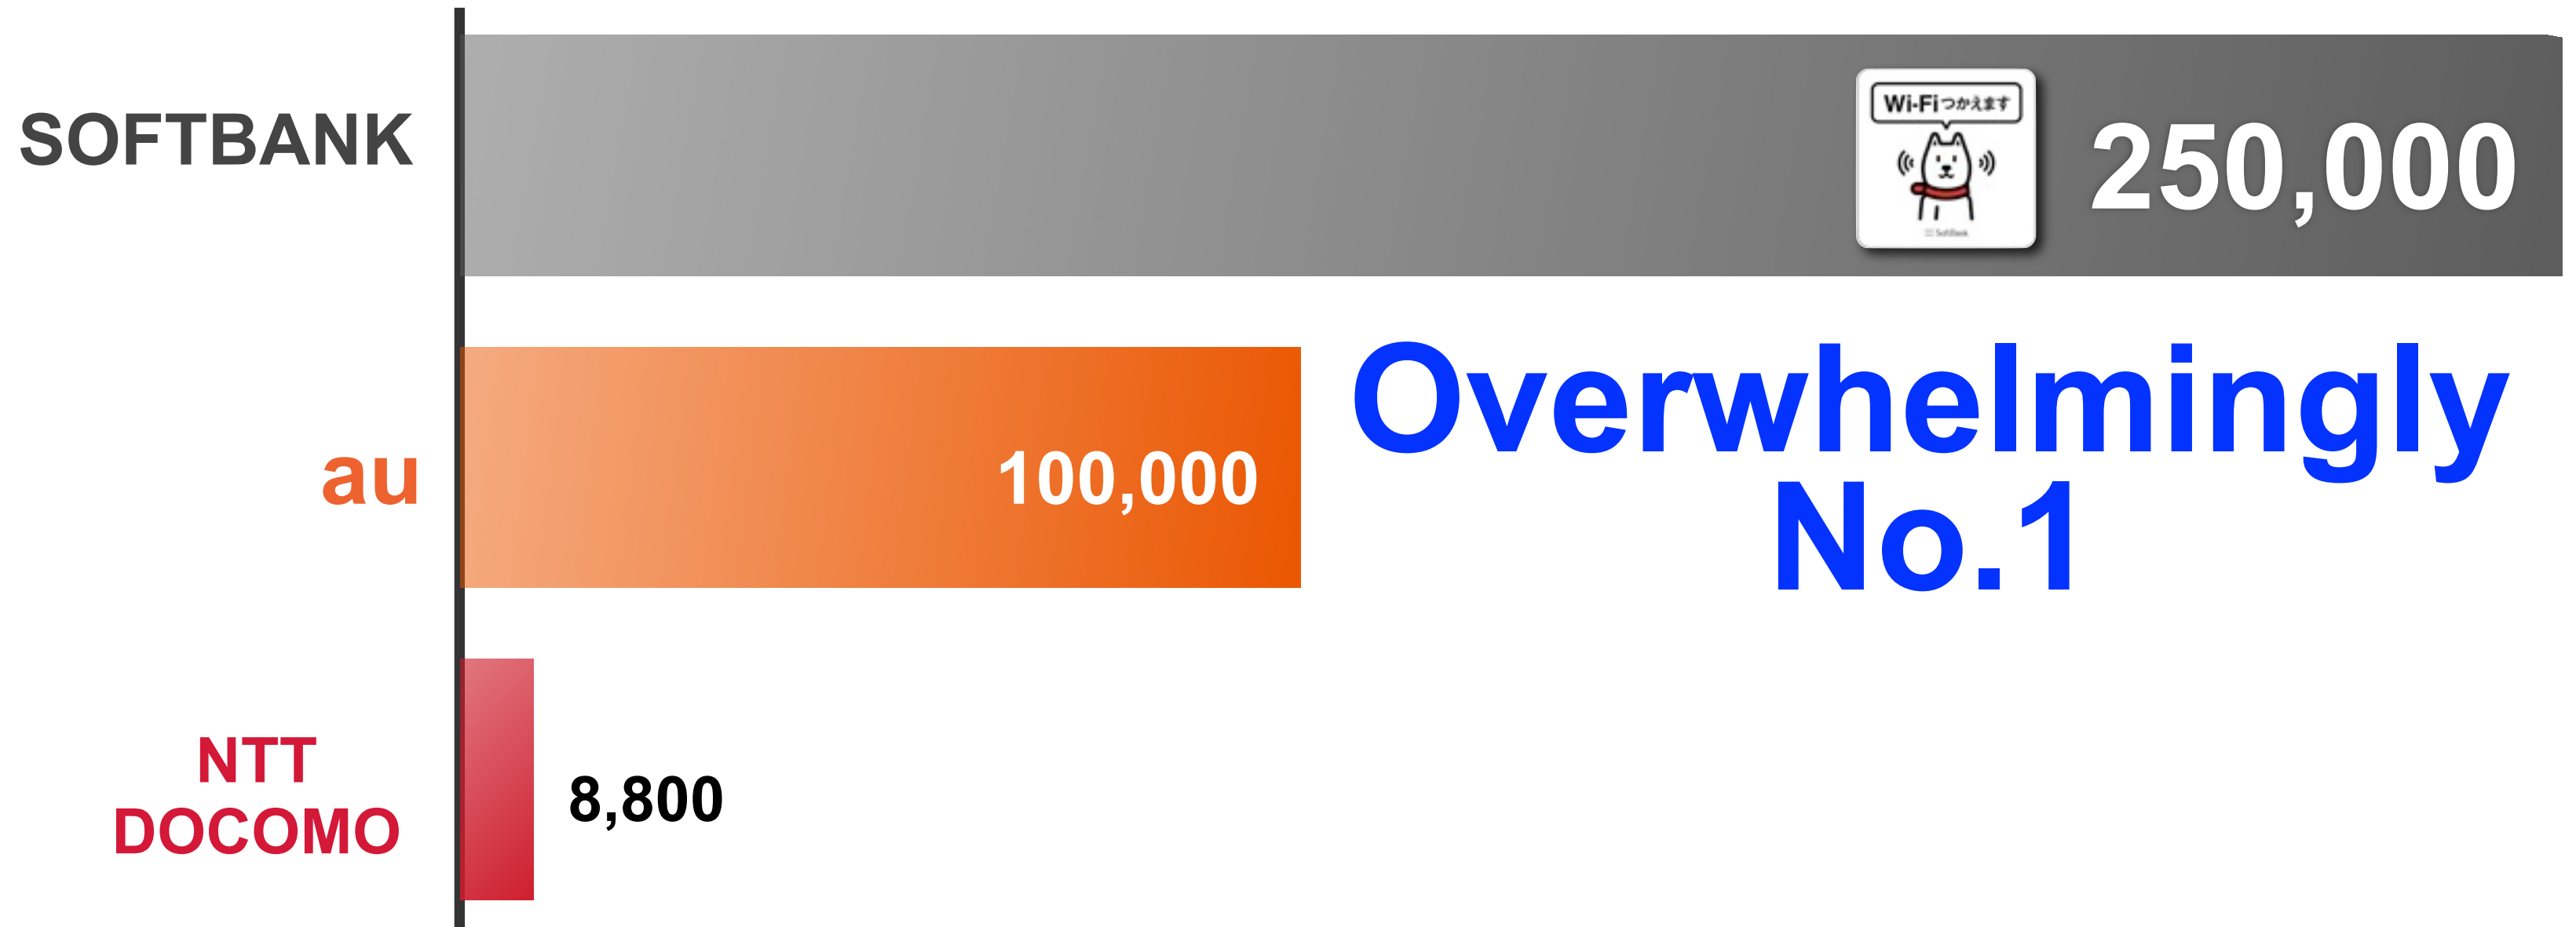 SOFTBANK
Wi-Fiつかえます
SoftBank
250,000
au
100,000
Overwhelmingly
No.1
NTT
DOCOMO
8,800